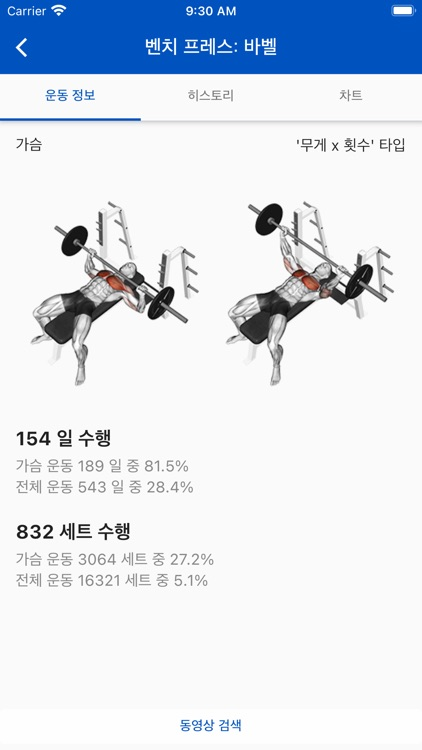 Carrier 9:30 AM
벤치 프레스: 바벨
운동 정보 히스토리 차트
가슴 '무게 x 횟수' 타입
154 일 수행
가슴 운동 189 일 중 81.5%
전체 운동 543 일 중 28.4%
832 세트 수행
가슴 운동 3064 세트 중 27.2%
전체 운동 16321 세트 중 5.1%
동영상 검색